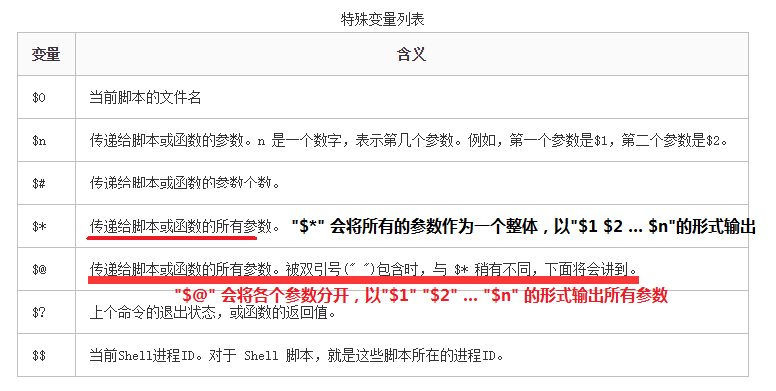 特殊变量列表
变量 含义
$0 当前脚本的文件名
$n 传递给脚本或函数的参数。n 是一个数字，表示第几个参数。例如，第一个参数是$1，第二个参数是$2。
$# 传递给脚本或函数的参数个数。
$* 传递给脚本或函数的所有参数。 "$*" 会将所有的参数作为一个整体，以"$1 $2 … $n"的形式输出
$@ 传递给脚本或函数的所有参数。被双引号(" ")包含时，与 $* 稍有不同，下面将会讲到。
"$@" 会将各个参数分开，以"$1" "$2" … "$n" 的形式输出所有参数
$? 上个命令的退出状态，或函数的返回值。
$$ 当前Shell进程ID。对于 Shell 脚本，就是这些脚本所在的进程ID。